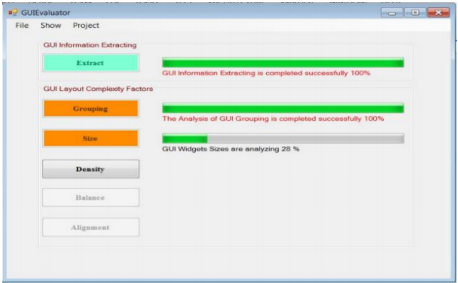 GUIEvaluator
File Show Project
GUI Information Extracting
Extract
GUI Information Extracting is completed successfully 100%
GUI Layout Complexity Factors
Grouping
The Analysis of GUI Grouping is completed successfully 100%
Size
GUI Widgets Sizes are analyzing 28 %
Density
Balance
Alignment